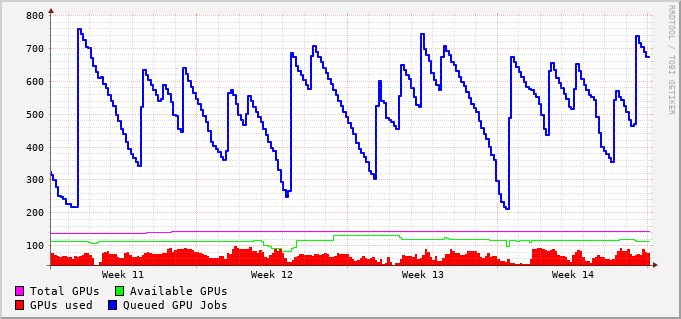 800
700
600
500
400
300
200
100
Week 11 Week 12 Week 13 Week 14
Total GPUs Available GPUs
GPUs used Queued GPU Jobs
RRDTOOL / TOBI OETIKER